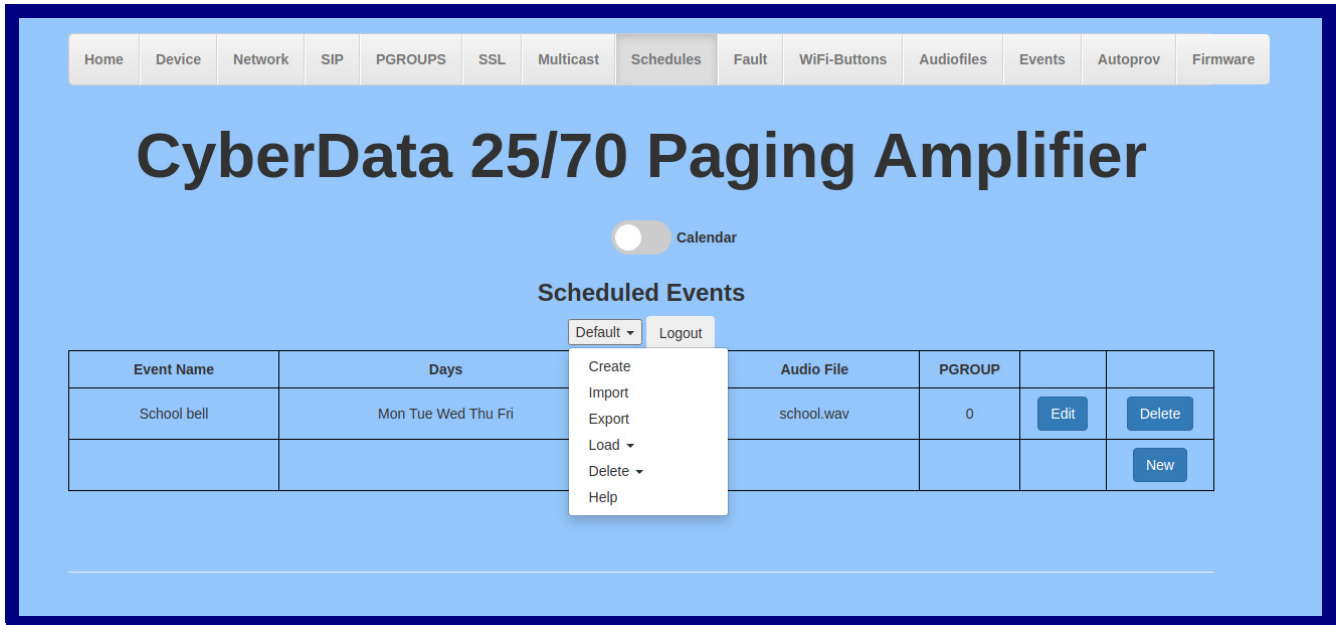 Home Device Network SIP PGROUPS SSL Multicast Schedules Fault WiFi-Buttons Audiofiles Events Autoprov Firmware
CyberData 25/70 Paging Amplifier
Calendar
Scheduled Events
Default Logout
Event Name Days Audio File PGROUP
School bell Mon Tue Wed Thu Fri school.wav 0 Edit Delete
New
Create
Import
Export
Load
Delete
Help